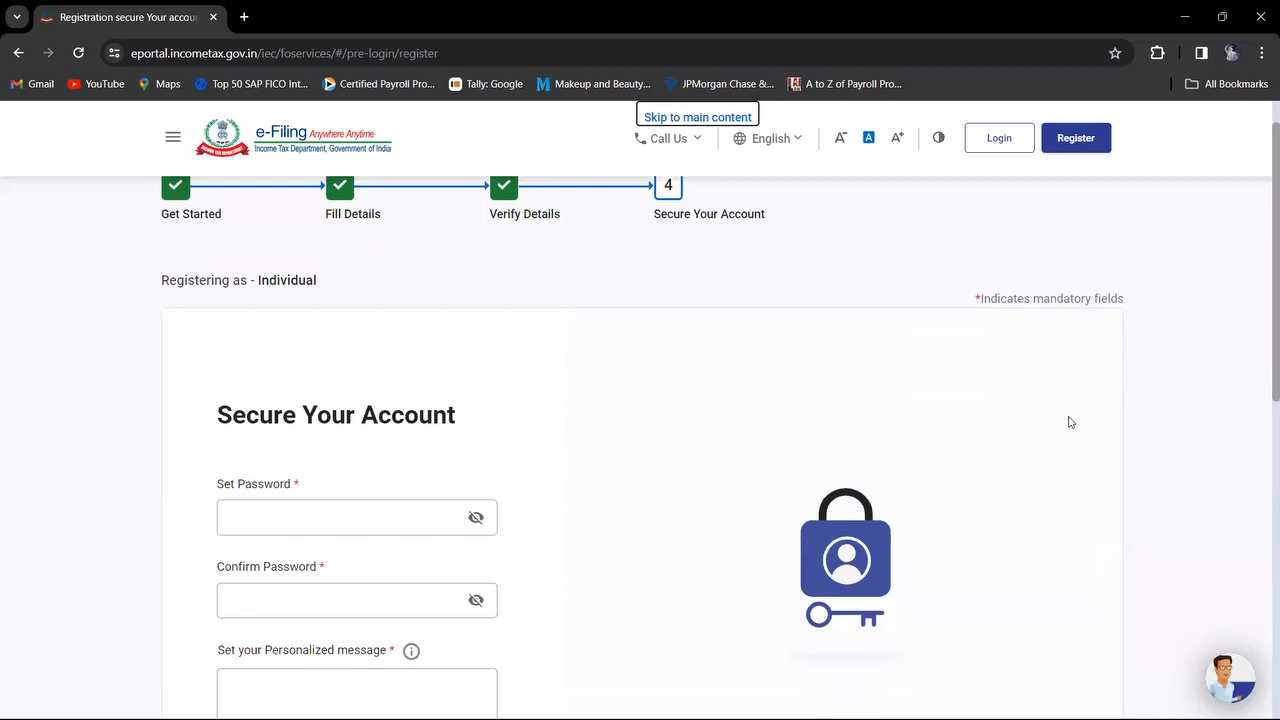 Registration secure Your accou
eportal.incometax.gov.in/iec/foservices/#/pre-login/register
Gmail YouTube Maps Top 50 SAP FICO Int... Certified Payroll Pro... Tally: Google Makeup and Beauty... JPMorgan Chase &... A to Z of Payroll Pro... All Bookmarks
Skip to main content
e-Filing Anywhere Anytime
Income Tax Department, Government of India
Call Us English A- A A+ Login Register
4
Get Started Fill Details Verify Details Secure Your Account
Registering as - Individual
*Indicates mandatory fields
Secure Your Account
Set Password *
Confirm Password *
Set your Personalized message *